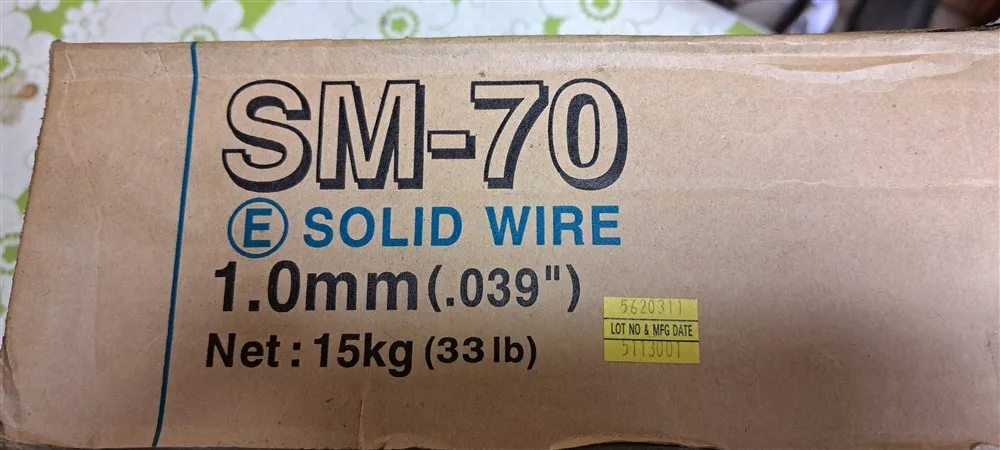 SM-70
Ⓔ SOLID WIRE
1.0mm (.039")
Net : 15kg (33 lb)
5620311
LOT NO & MFG DATE
5113001